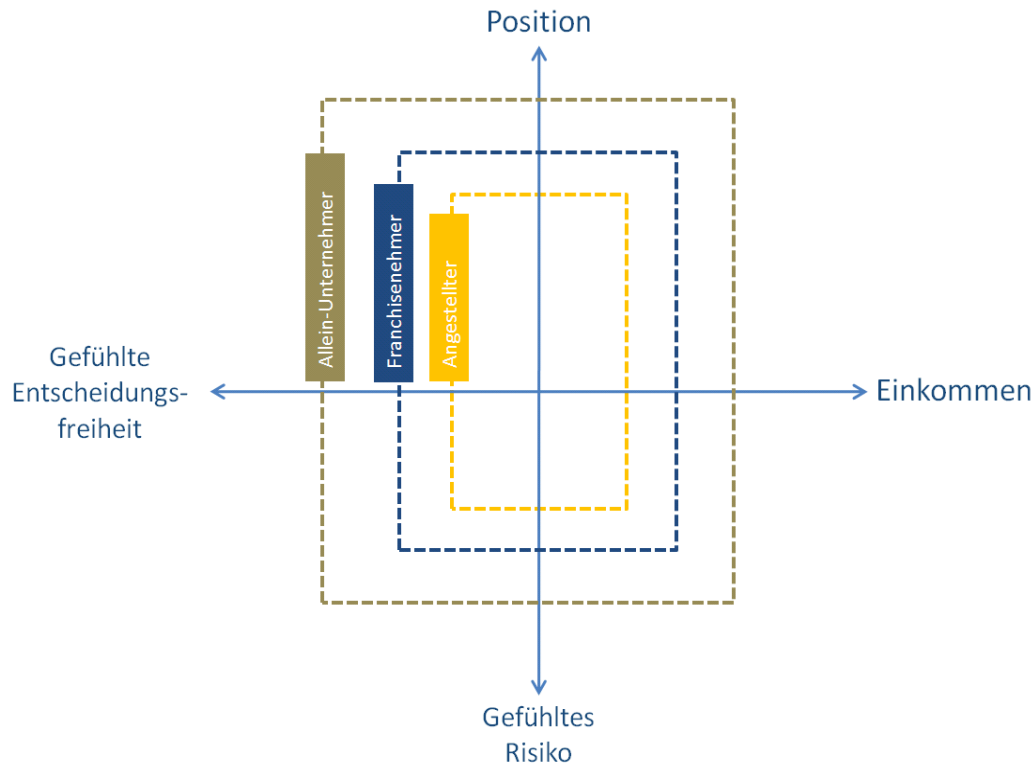 Position
Allein-Unternehmer
Franchisenehmer
Angestellter
Gefühlte
Entscheidungs-
freiheit
Einkommen
Gefühltes
Risiko